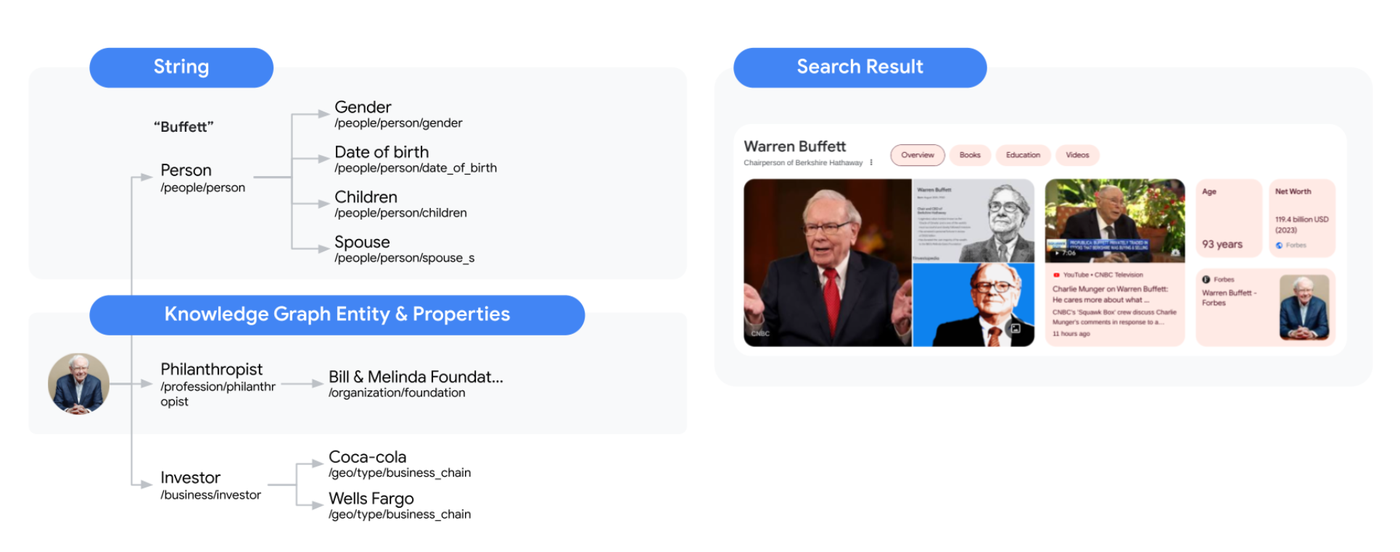 String
“Buffett”
Person
/people/person
Gender
/people/person/gender
Date of birth
/people/person/date_of_birth
Children
/people/person/children
Spouse
/people/person/spouse_s
Knowledge Graph Entity & Properties
Philanthropist
/profession/philanthr
opist
Bill & Melinda Foundat...
/organization/foundation
Investor
/business/investor
Coca-cola
/geo/type/business_chain
Wells Fargo
/geo/type/business_chain
Search Result
Warren Buffett
Chairperson of Berkshire Hathaway
Overview
Books
Education
Videos
CNBC
Warren Buffett
Investopedia
7:06
YouTube • CNBC Television
Charlie Munger on Warren Buffett:
He cares more about what ...
CNBC's 'Squawk Box' crew discuss Charlie
Munger's comments in response to a...
11 hours ago
Age
93 years
Net Worth
119.4 billion USD
(2023)
Forbes
Forbes
Warren Buffett -
Forbes